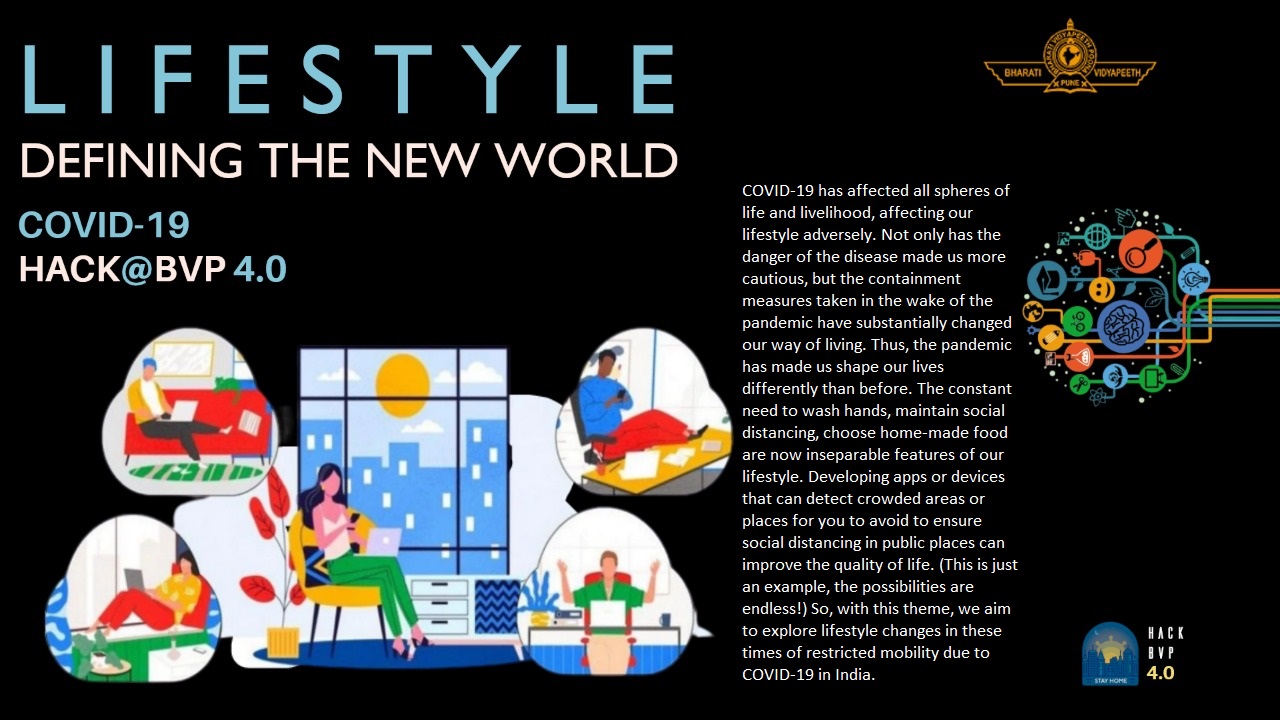 LIFESTYLE
DEFINING THE NEW WORLD
COVID-19
HACK@BVP 4.0
BHARATI VIDYAPEETH POONA
BHARATI VIDYAPEETH
PUNE
COVID-19 has affected all spheres of
life and livelihood, affecting our
lifestyle adversely. Not only has the
danger of the disease made us more
cautious, but the containment
measures taken in the wake of the
pandemic have substantially changed
our way of living. Thus, the pandemic
has made us shape our lives
differently than before. The constant
need to wash hands, maintain social
distancing, choose home-made food
are now inseparable features of our
lifestyle. Developing apps or devices
that can detect crowded areas or
places for you to avoid to ensure
social distancing in public places can
improve the quality of life. (This is just
an example, the possibilities are
endless!) So, with this theme, we aim
to explore lifestyle changes in these
times of restricted mobility due to
COVID-19 in India.
STAY HOME
HACK
BVP
4.0